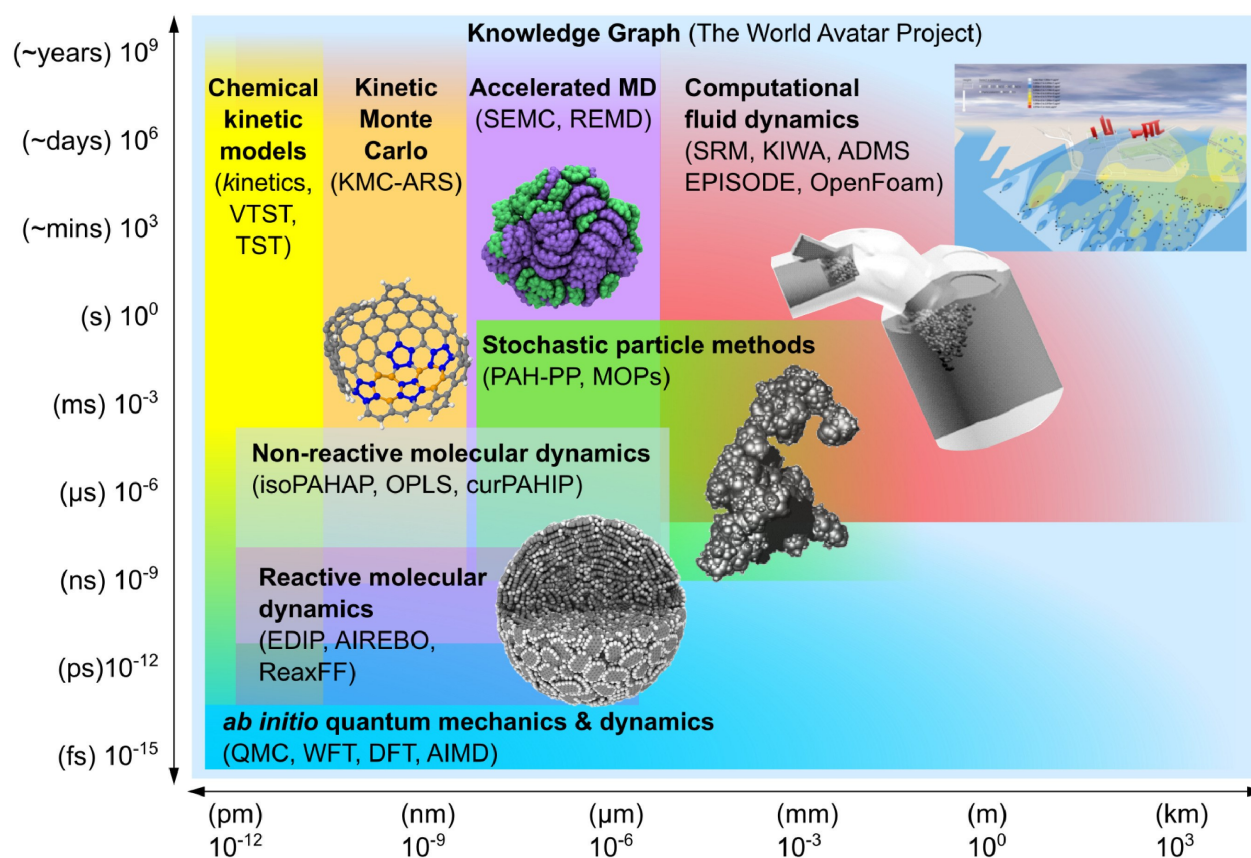 Knowledge Graph (The World Avatar Project)
(~years) 10⁹
(~days) 10⁶
(~mins) 10³
(s) 10⁰
(ms) 10⁻³
(µs) 10⁻⁶
(ns) 10⁻⁹
(ps)10⁻¹²
(fs) 10⁻¹⁵
Chemical
kinetic
models
(kinetics,
VTST,
TST)
Kinetic
Monte
Carlo
(KMC-ARS)
Accelerated MD
(SEMC, REMD)
Computational
fluid dynamics
(SRM, KIWA, ADMS
EPISODE, OpenFoam)
Stochastic particle methods
(PAH-PP, MOPs)
Non-reactive molecular dynamics
(isoPAHAP, OPLS, curPAHIP)
Reactive molecular
dynamics
(EDIP, AIREBO,
ReaxFF)
ab initio quantum mechanics & dynamics
(QMC, WFT, DFT, AIMD)
(pm) (nm) (µm) (mm) (m) (km)
10⁻¹² 10⁻⁹ 10⁻⁶ 10⁻³ 10⁰ 10³